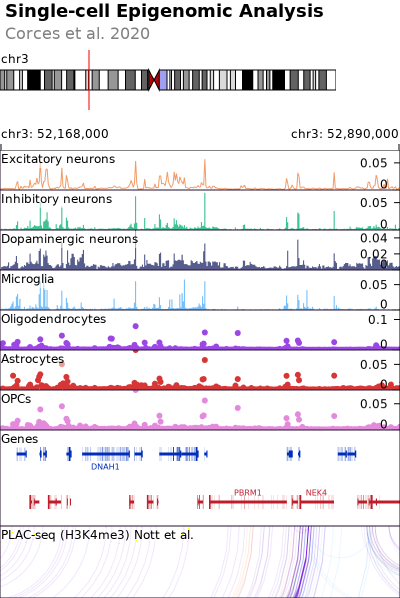 Single-cell Epigenomic Analysis
Corces et al. 2020
chr3
chr3: 52,168,000 chr3: 52,890,000
Excitatory neurons 0.05
0
Inhibitory neurons 0.05
0
Dopaminergic neurons 0.04
0.02
0
Microglia 0.05
0
Oligodendrocytes 0.1
0
Astrocytes 0.05
0
OPCs 0.05
0
Genes
DNAH1
PBRM1 NEK4
PLAC-seq (H3K4me3) Nott et al.